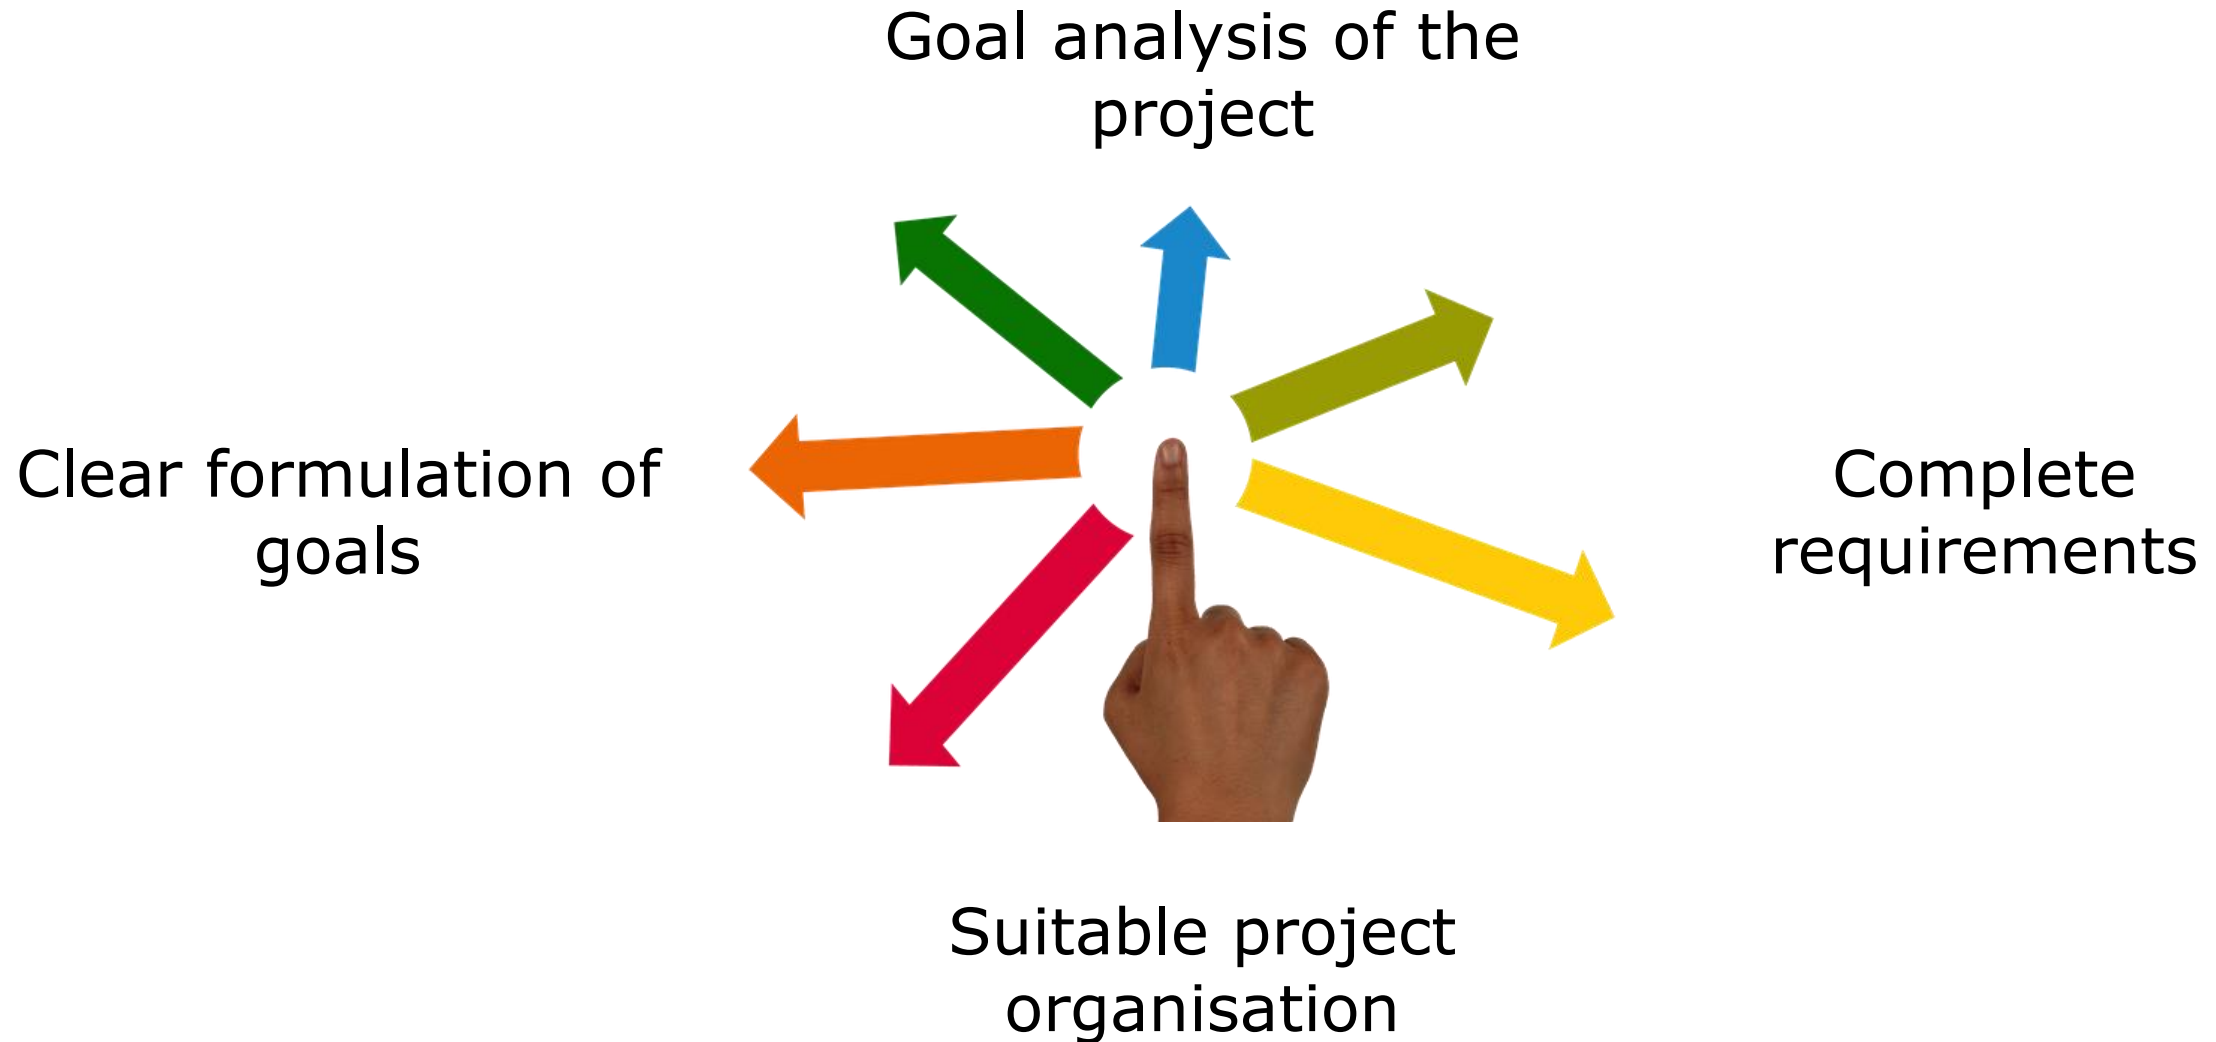 Goal analysis of the
project
Clear formulation of
goals
Complete
requirements
Suitable project
organisation